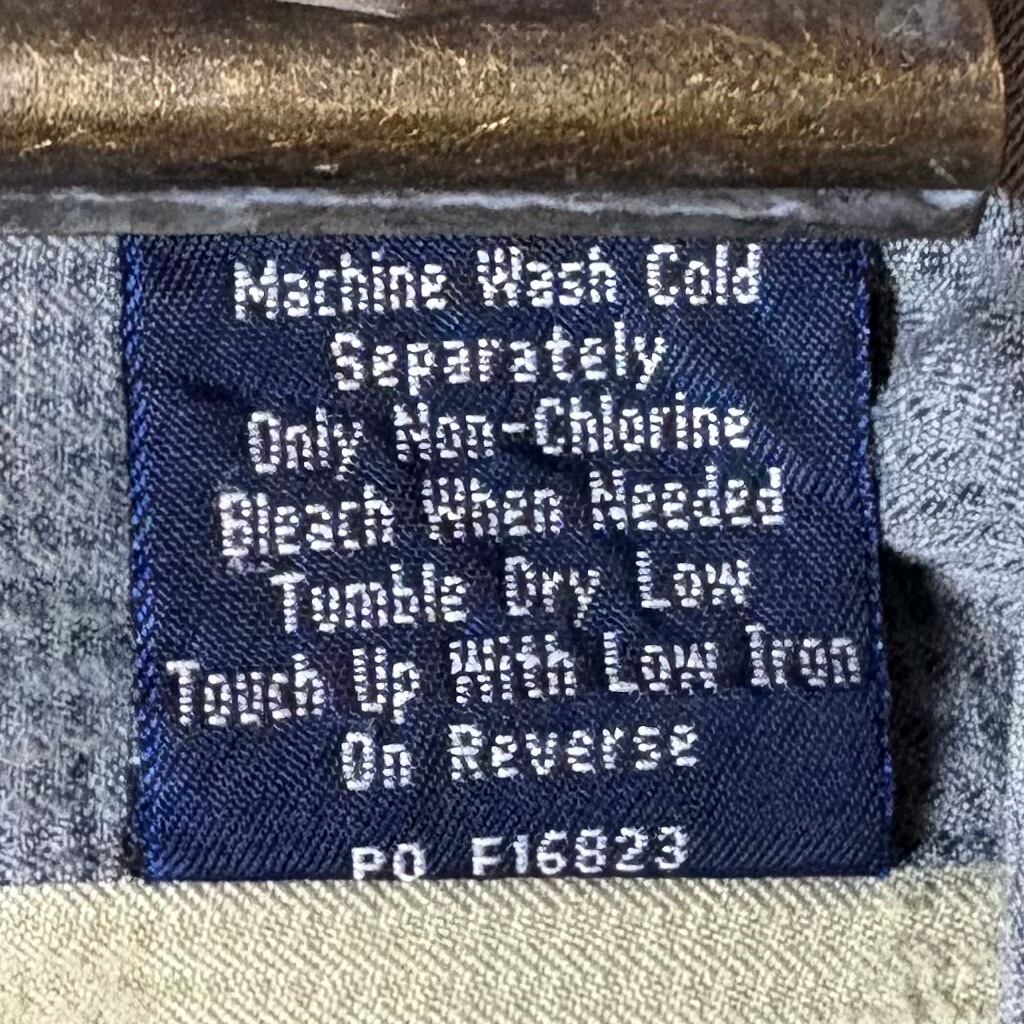 Machine Wash Cold
Separately
Only Non-Chlorine
Bleach When Needed
Tumble Dry Low
Touch Up With Low Iron
On Reverse
PO F16823